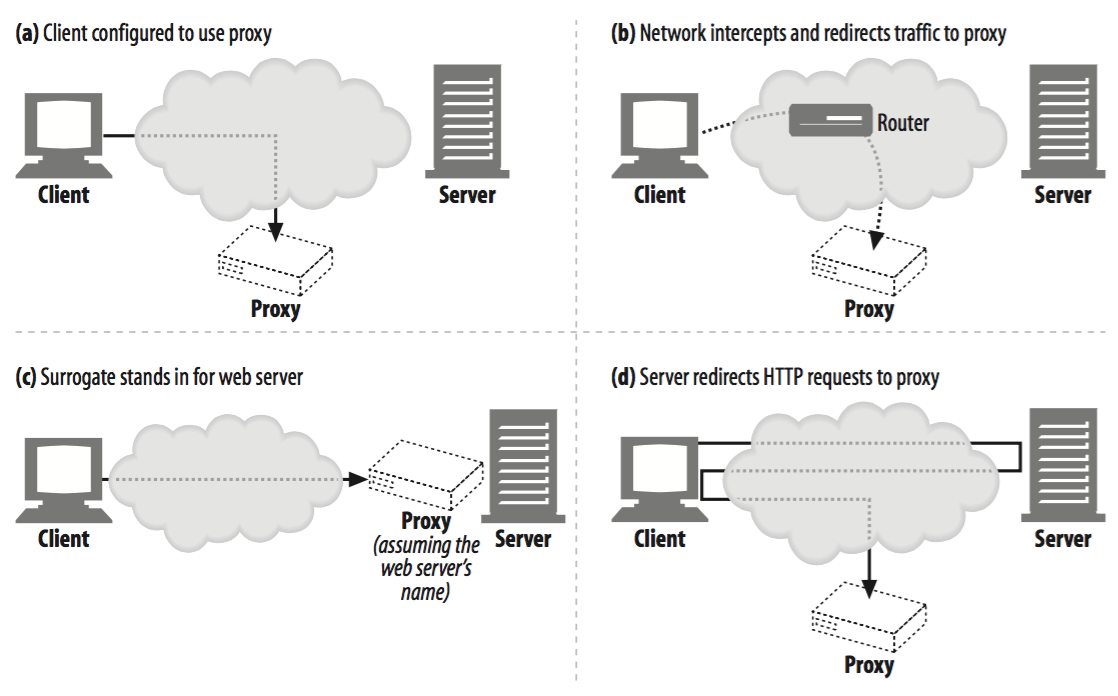 (a) Client configured to use proxy
Client
Server
Proxy
(b) Network intercepts and redirects traffic to proxy
Router
Client
Server
Proxy
(c) Surrogate stands in for web server
Client
Proxy
(assuming the
web server's
name)
Server
(d) Server redirects HTTP requests to proxy
Client
Server
Proxy